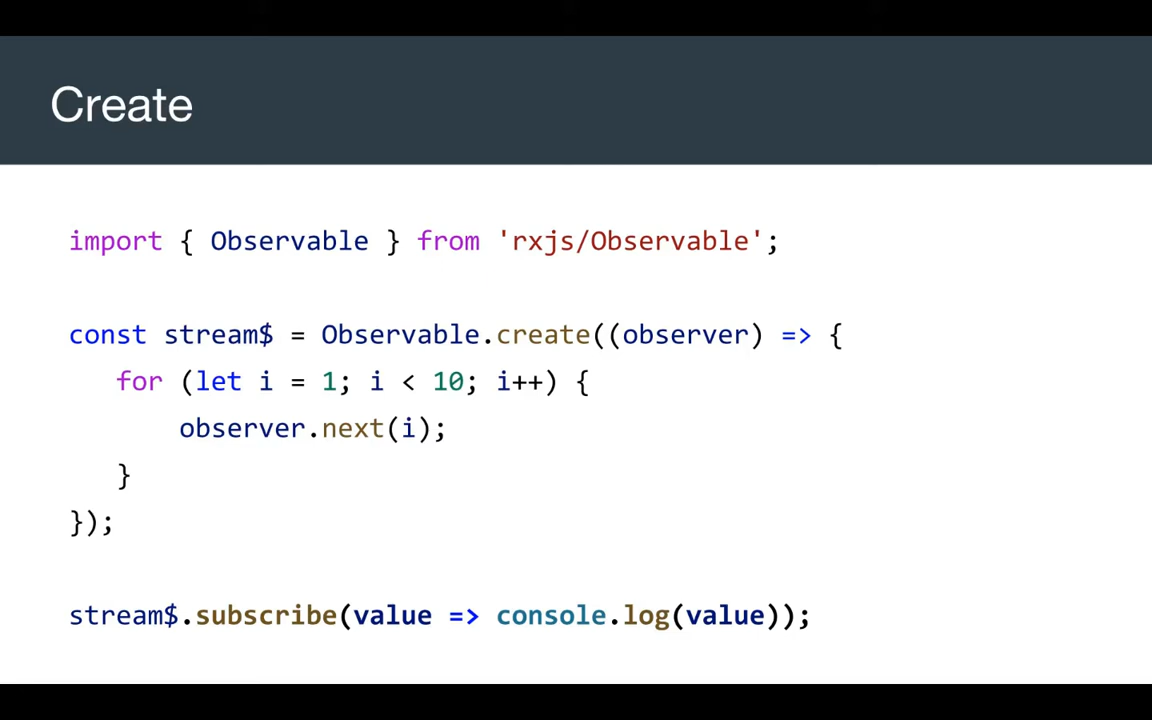 Create
import { Observable } from 'rxjs/Observable';
const stream$ = Observable.create((observer) => {
for (let i = 1; i < 10; i++) {
observer.next(i);
}
});
stream$.subscribe(value => console.log(value));